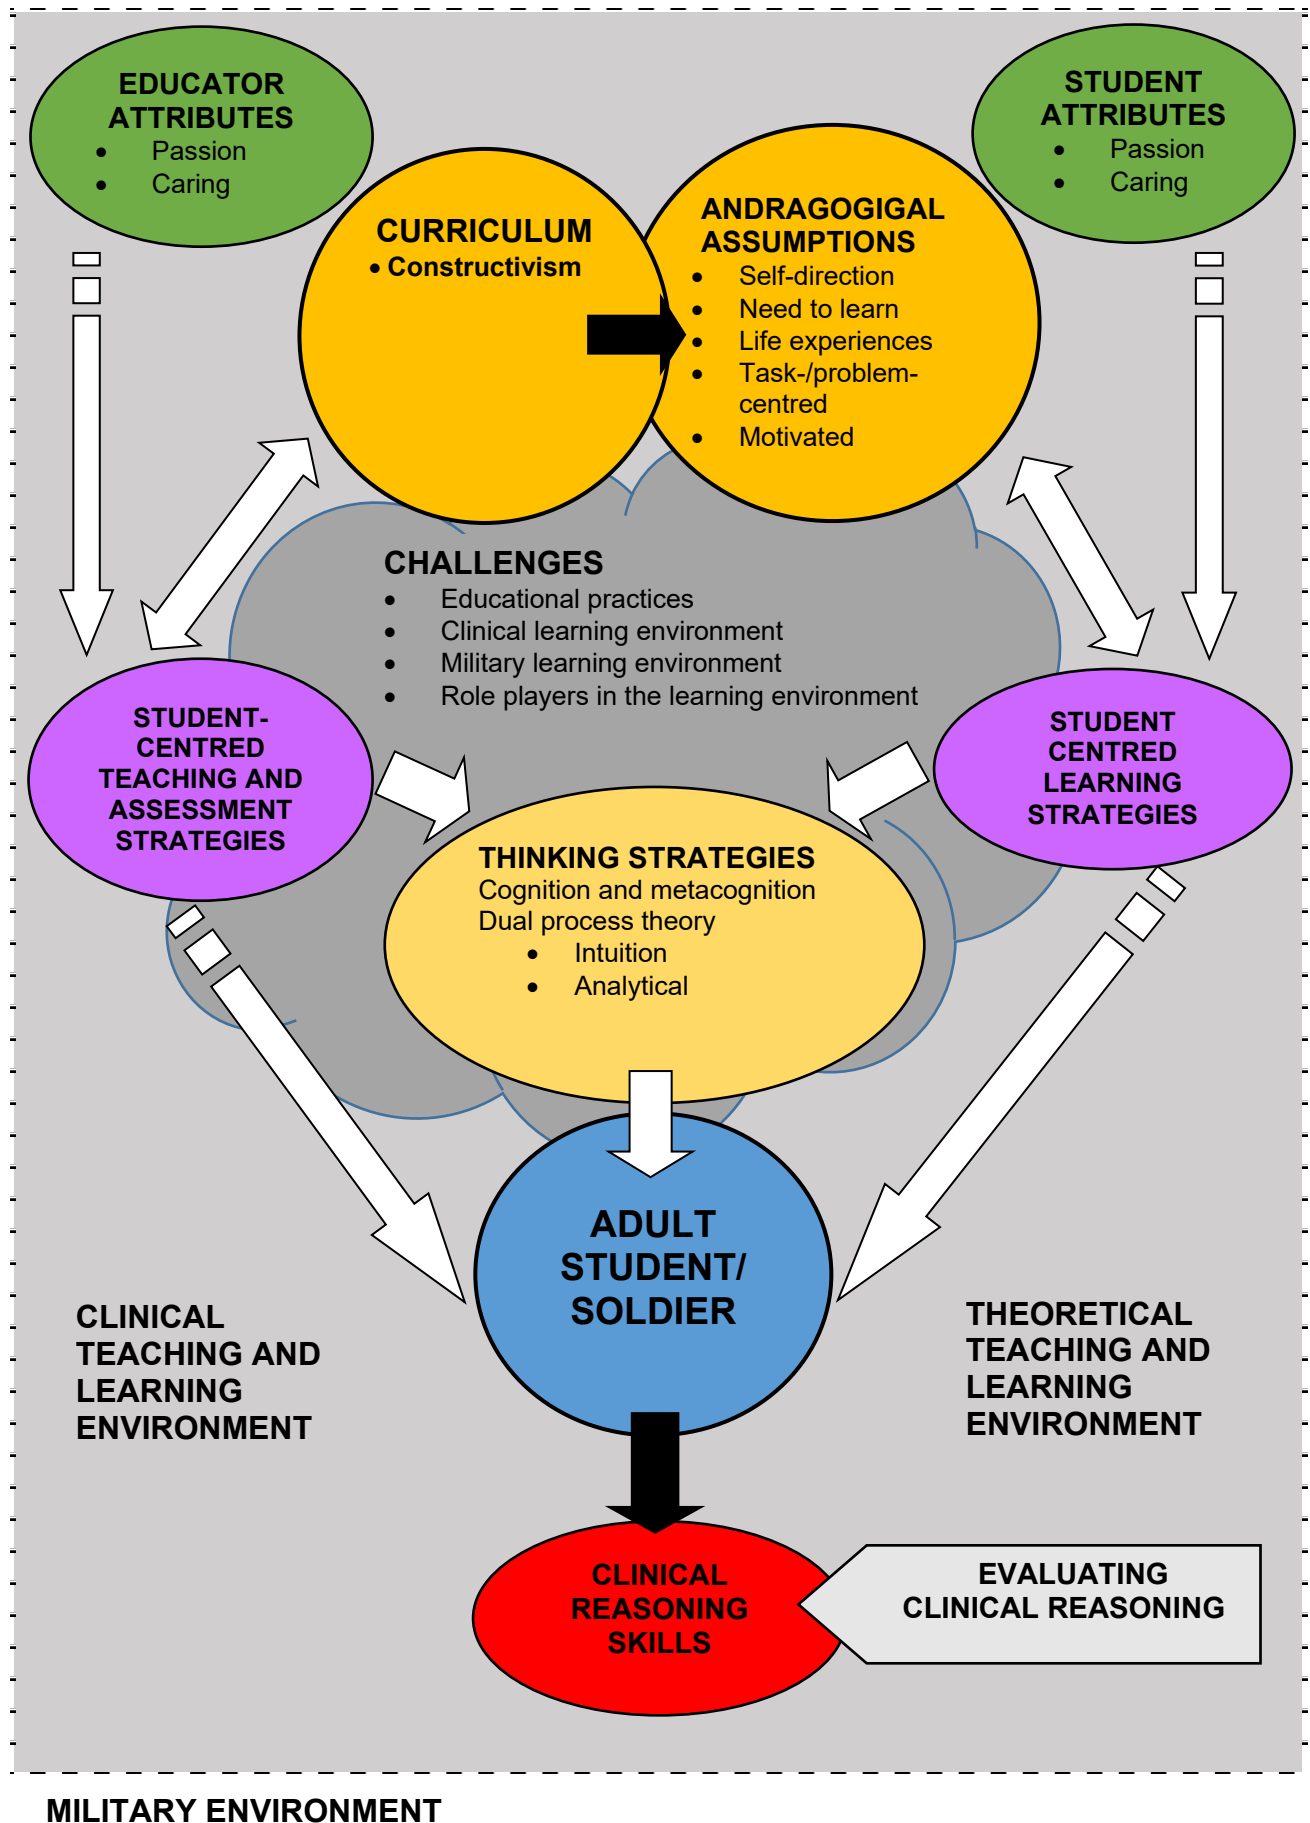 EDUCATOR
ATTRIBUTES
• Passion
• Caring
STUDENT
ATTRIBUTES
• Passion
• Caring
CURRICULUM
• Constructivism
ANDRAGOGIGAL
ASSUMPTIONS
• Self-direction
• Need to learn
• Life experiences
• Task-/problem-
centred
• Motivated
CHALLENGES
• Educational practices
• Clinical learning environment
• Military learning environment
• Role players in the learning environment
STUDENT-
CENTRED
TEACHING AND
ASSESSMENT
STRATEGIES
STUDENT
CENTRED
LEARNING
STRATEGIES
THINKING STRATEGIES
Cognition and metacognition
Dual process theory
• Intuition
• Analytical
ADULT
STUDENT/
SOLDIER
CLINICAL
TEACHING AND
LEARNING
ENVIRONMENT
THEORETICAL
TEACHING AND
LEARNING
ENVIRONMENT
CLINICAL
REASONING
SKILLS
EVALUATING
CLINICAL REASONING
MILITARY ENVIRONMENT